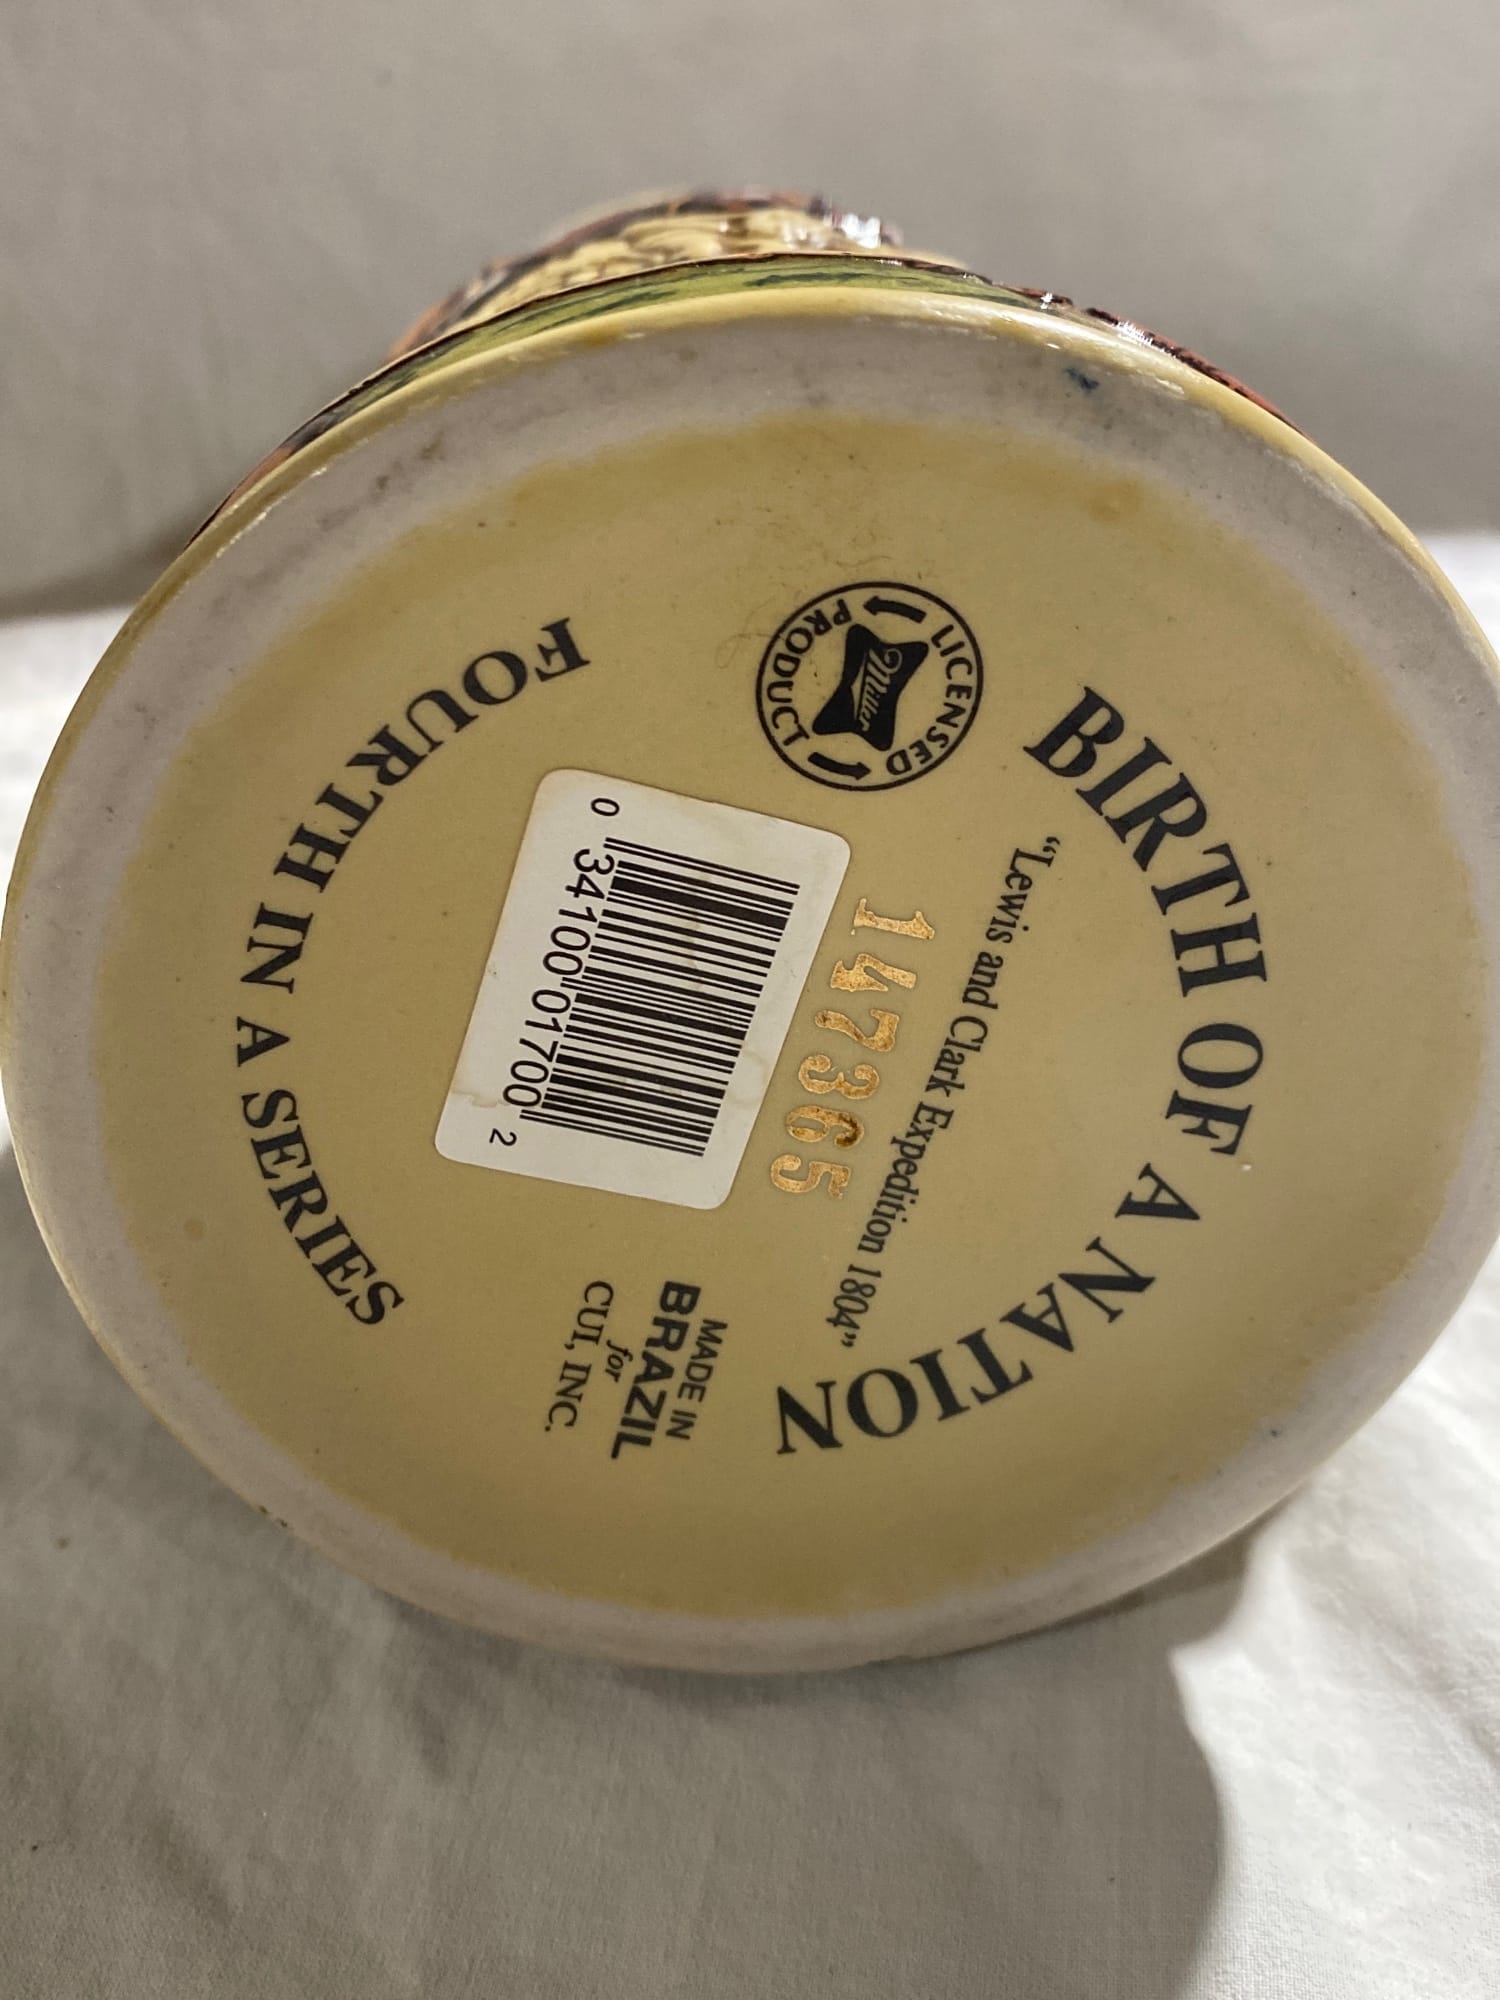 BIRTH OF A NATION
"Lewis and Clark Expedition 1804"
LICENSED
Miller
PRODUCT
147365
0 34100 01700 2
MADE IN
BRAZIL
for
CUI, INC.
FOURTH IN A SERIES